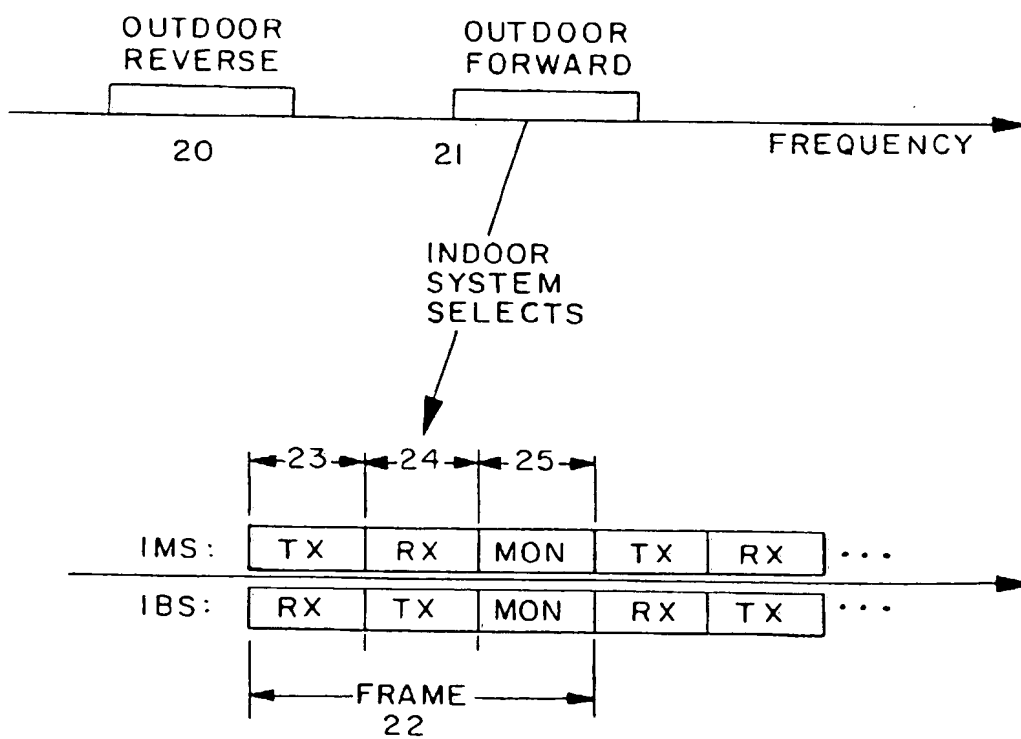 OUTDOOR
REVERSE
OUTDOOR
FORWARD
20
21
FREQUENCY
INDOOR
SYSTEM
SELECTS
23
24
25
IMS: TX RX MON TX RX ...
IBS: RX TX MON RX TX ...
FRAME
22